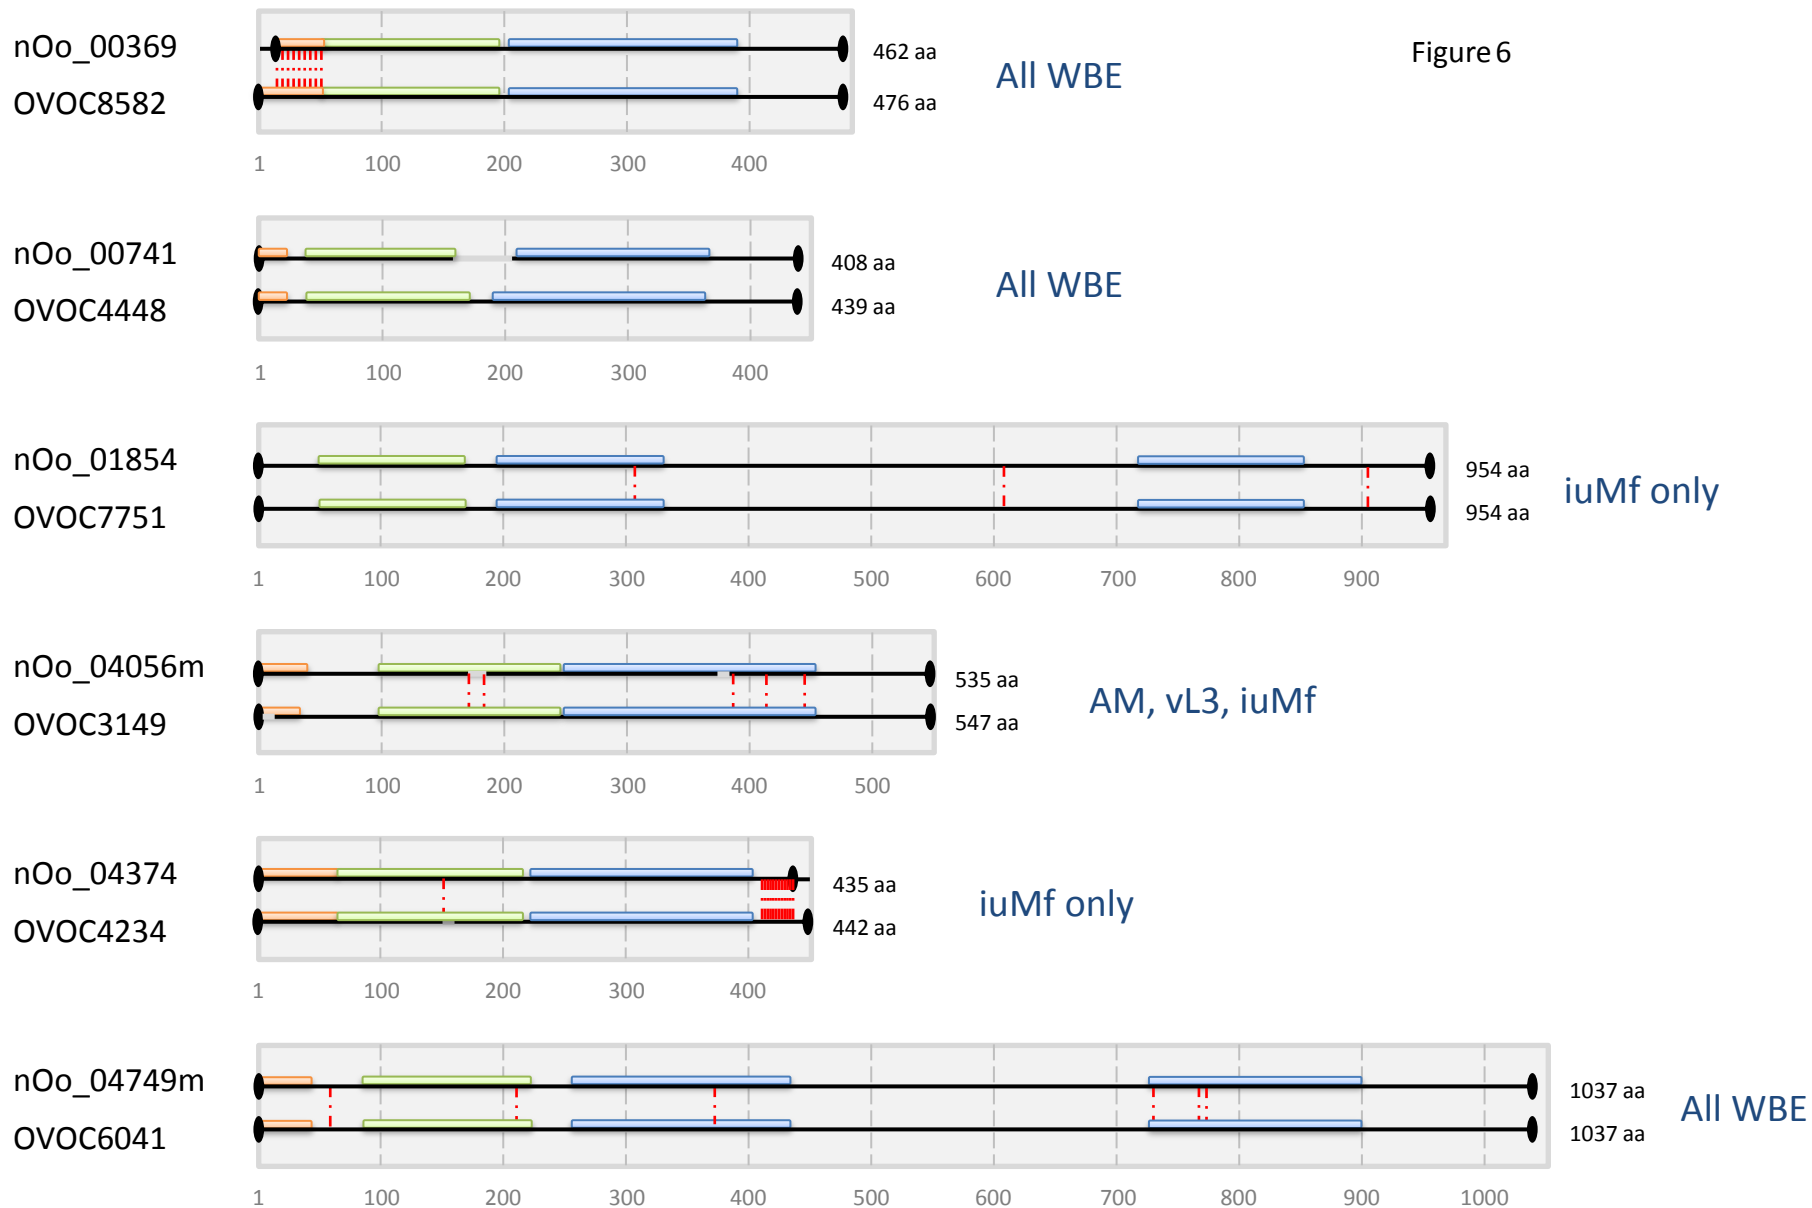 Figure 6
nOo_00369
462 aa
OVOC8582
476 aa
All WBE
1 100 200 300 400
nOo_00741
408 aa
OVOC4448
439 aa
All WBE
1 100 200 300 400
nOo_01854
954 aa
OVOC7751
954 aa
iuMf only
1 100 200 300 400 500 600 700 800 900
nOo_04056m
535 aa
OVOC3149
547 aa
AM, vL3, iuMf
1 100 200 300 400 500
nOo_04374
435 aa
OVOC4234
442 aa
iuMf only
1 100 200 300 400
nOo_04749m
1037 aa
OVOC6041
1037 aa
All WBE
1 100 200 300 400 500 600 700 800 900 1000